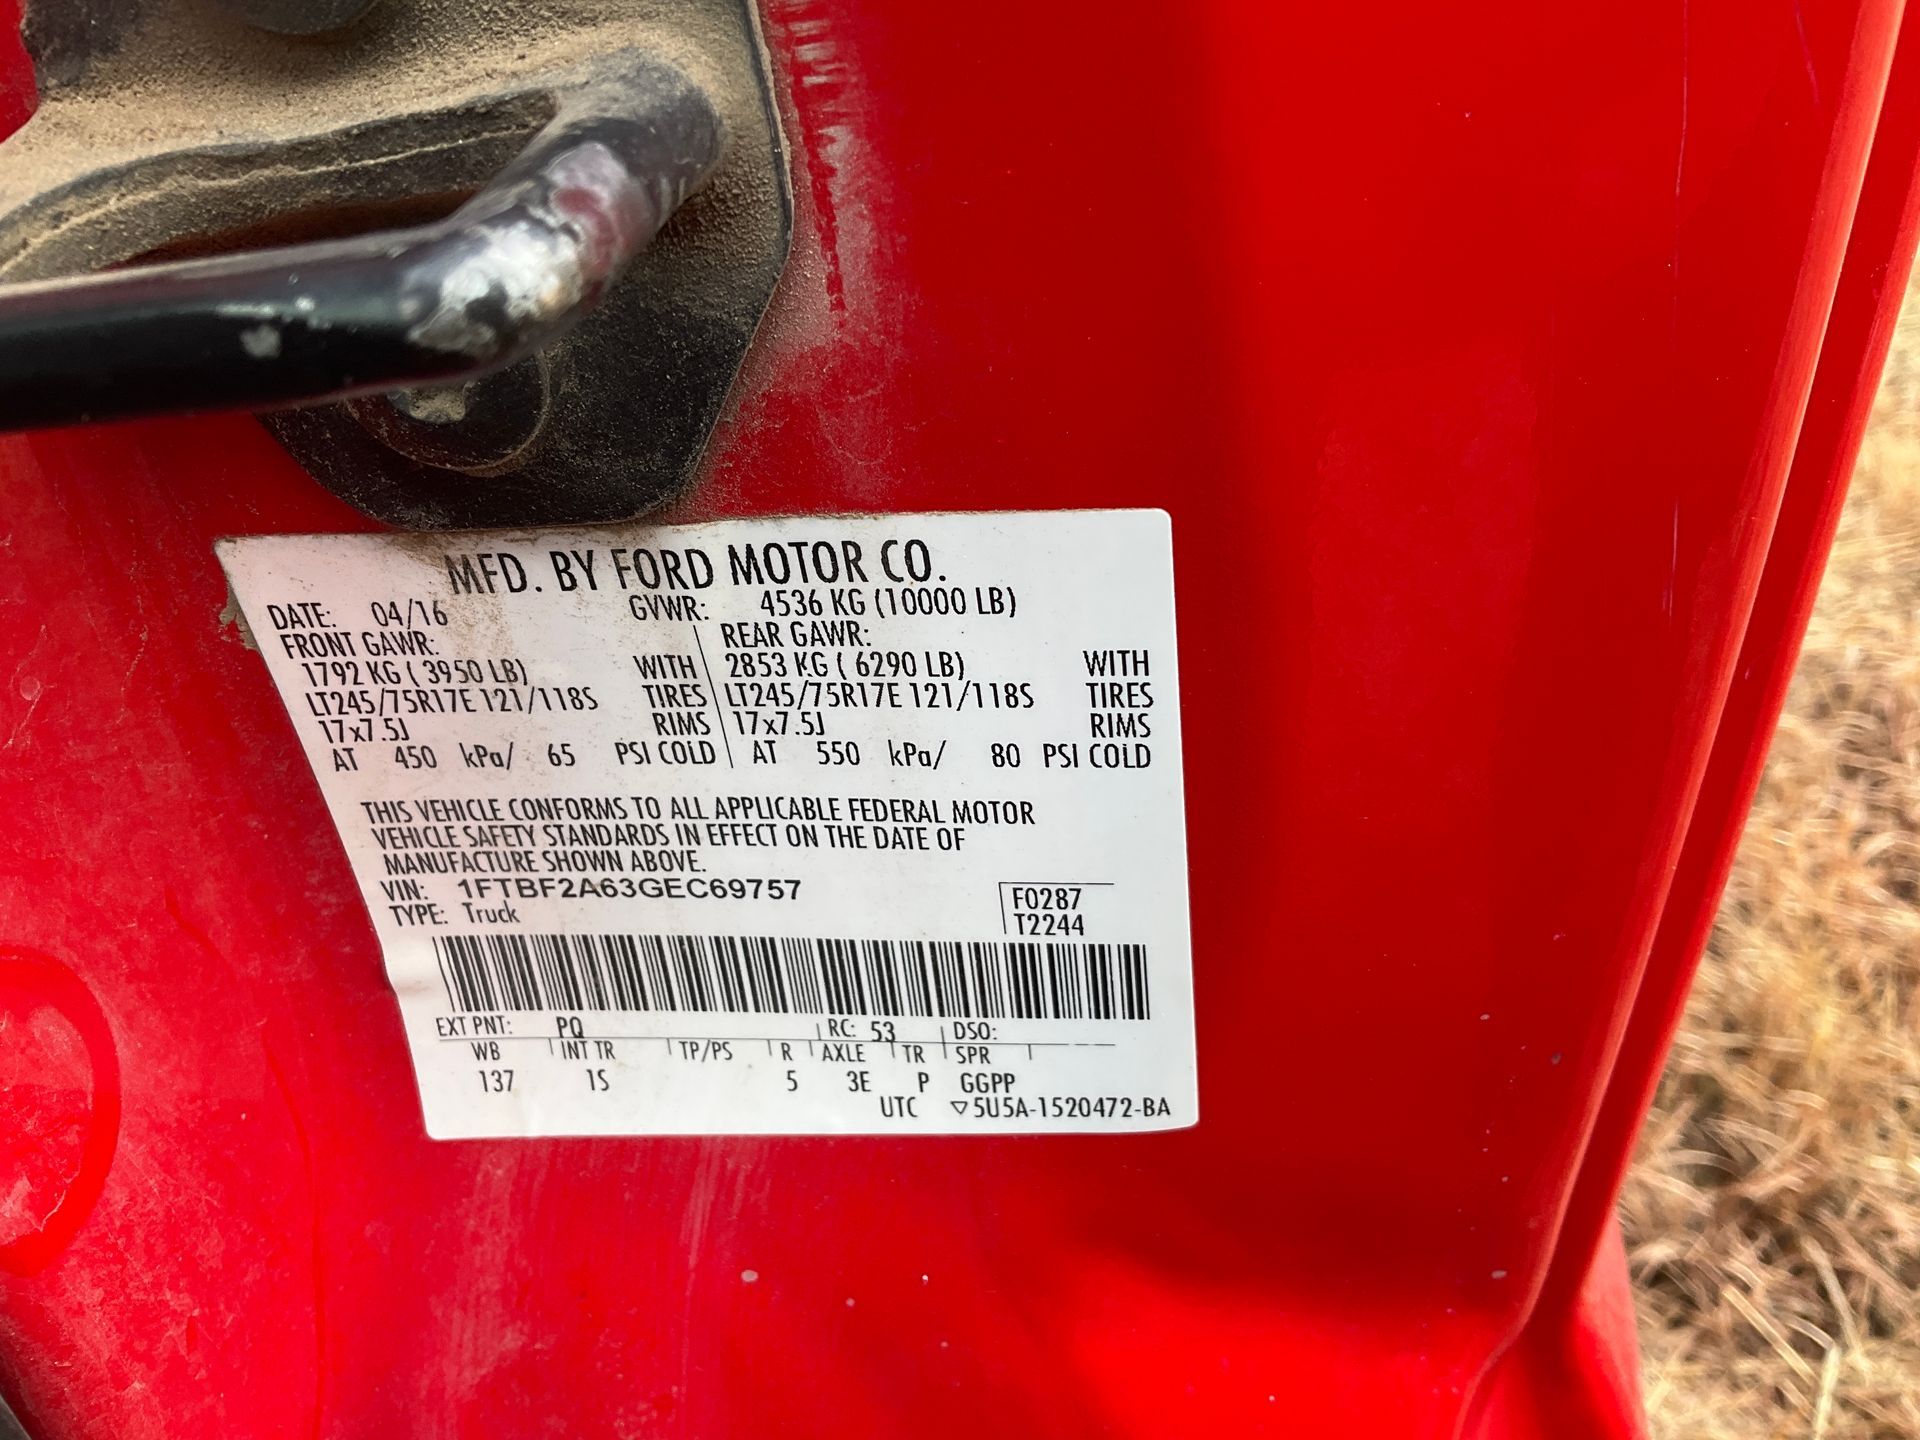 MFD. BY FORD MOTOR CO.
DATE: 04/16 GVWR: 4536 KG (10000 LB)
FRONT GAWR: REAR GAWR:
1792 KG ( 3950 LB) WITH 2853 KG ( 6290 LB) WITH
LT245/75R17E 121/118S TIRES LT245/75R17E 121/118S TIRES
17x7.5J RIMS 17x7.5J RIMS
AT 450 kPa/ 65 PSI COLD AT 550 kPa/ 80 PSI COLD
THIS VEHICLE CONFORMS TO ALL APPLICABLE FEDERAL MOTOR
VEHICLE SAFETY STANDARDS IN EFFECT ON THE DATE OF
MANUFACTURE SHOWN ABOVE.
VIN: 1FTBF2A63GEC69757
TYPE: Truck
F0287
T2244
EXT PNT: PQ RC: 53 DSO:
WB INT TR TP/PS R AXLE TR SPR
137 1S 5 3E P GGPP
UTC ▽5U5A-1520472-BA